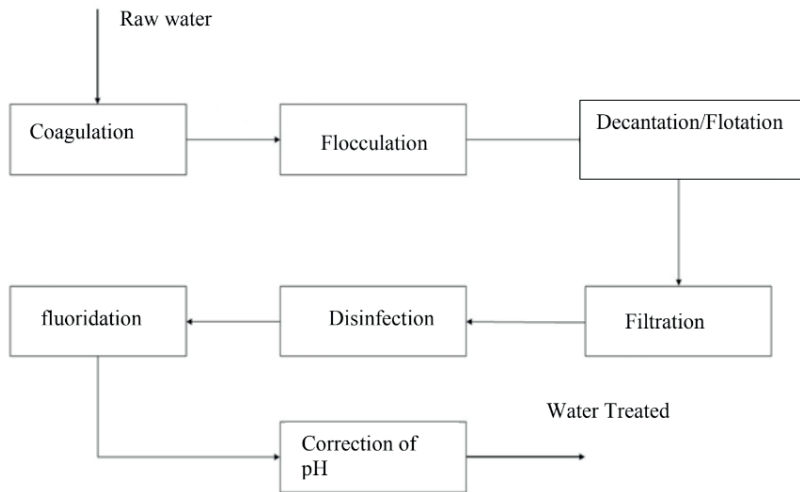 Raw water
Coagulation
Flocculation
Decantation/Flotation
Filtration
Disinfection
fluoridation
Correction of
pH
Water Treated